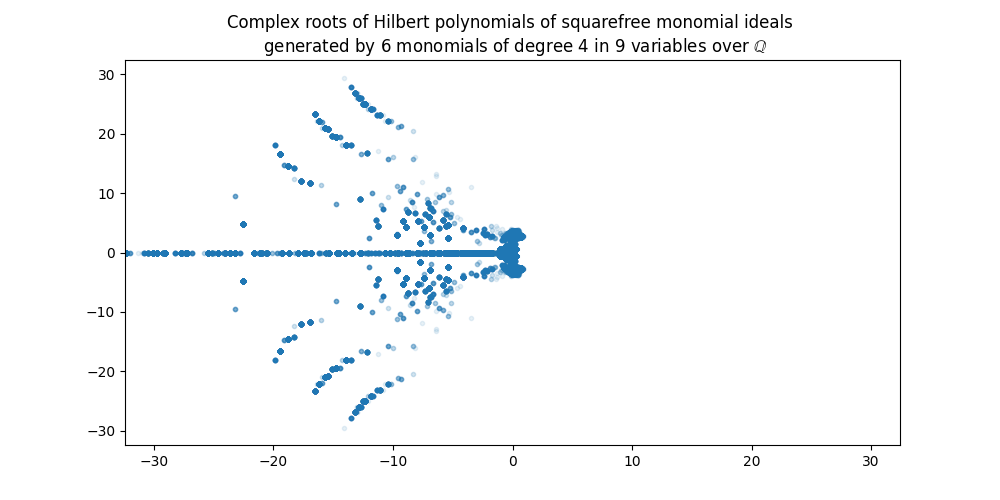 Complex roots of Hilbert polynomials of squarefree monomial ideals
generated by 6 monomials of degree 4 in 9 variables over ℚ
30
20
10
0
−10
−20
−30
−30 −20 −10 0 10 20 30